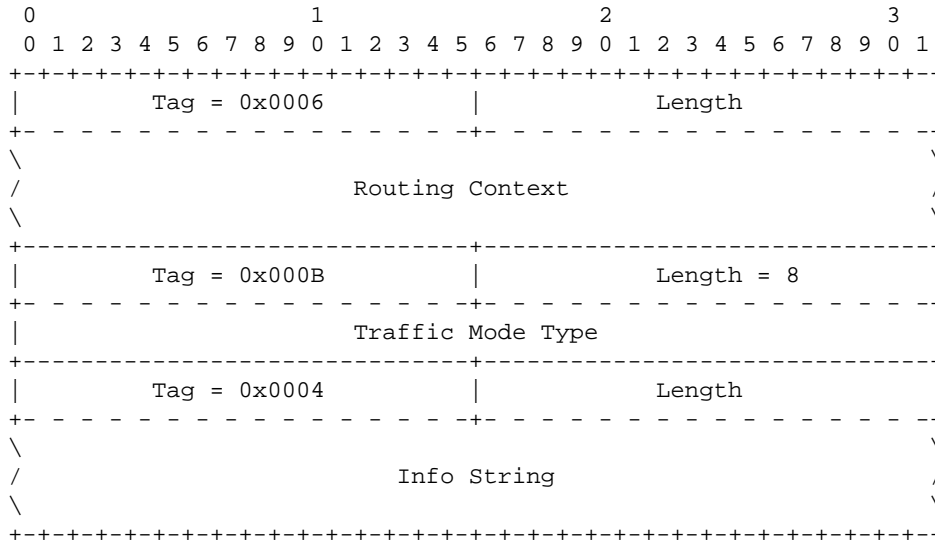 0                   1                   2                   3
 0 1 2 3 4 5 6 7 8 9 0 1 2 3 4 5 6 7 8 9 0 1 2 3 4 5 6 7 8 9 0 1
+-+-+-+-+-+-+-+-+-+-+-+-+-+-+-+-+-+-+-+-+-+-+-+-+-+-+-+-+-+-+-+--
|         Tag = 0x0006          |            Length
+- - - - - - - - - - - - - - - -+- - - - - - - - - - - - - - - --
\                                                               \
/                       Routing Context                         /
\                                                               \
+-------------------------------+--------------------------------
|         Tag = 0x000B          |            Length = 8
+- - - - - - - - - - - - - - - -+- - - - - - - - - - - - - - - --
|                       Traffic Mode Type
+-------------------------------+--------------------------------
|         Tag = 0x0004          |            Length
+- - - - - - - - - - - - - - - -+- - - - - - - - - - - - - - - --
\                                                               \
/                          Info String                          /
\                                                               \
+-+-+-+-+-+-+-+-+-+-+-+-+-+-+-+-+-+-+-+-+-+-+-+-+-+-+-+-+-+-+-+--